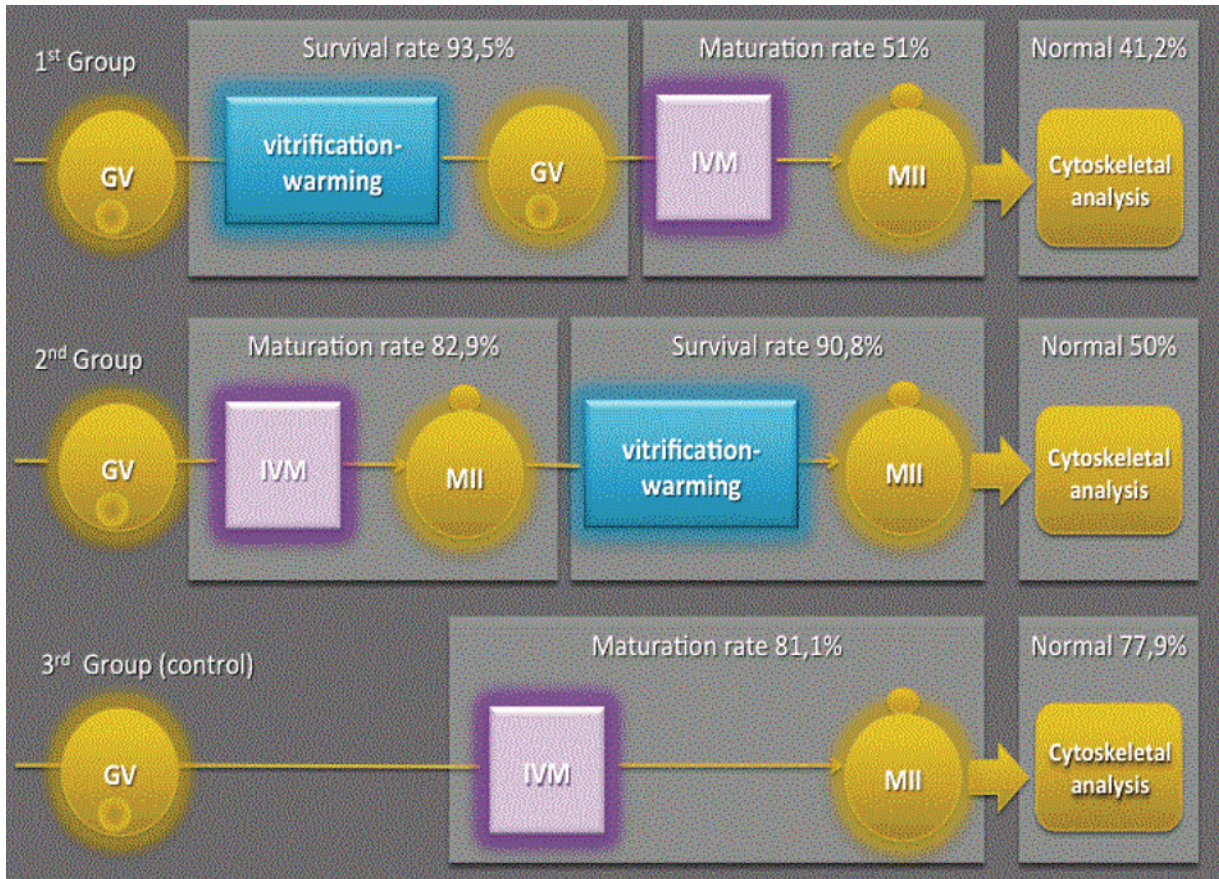 1st Group
Survival rate 93,5%
Maturation rate 51%
Normal 41,2%
GV
vitrification-
warming
GV
IVM
MII
Cytoskeletal
analysis
2nd Group
Maturation rate 82,9%
Survival rate 90,8%
Normal 50%
GV
IVM
MII
vitrification-
warming
MII
Cytoskeletal
analysis
3rd Group (control)
Maturation rate 81,1%
Normal 77,9%
GV
IVM
MII
Cytoskeletal
analysis